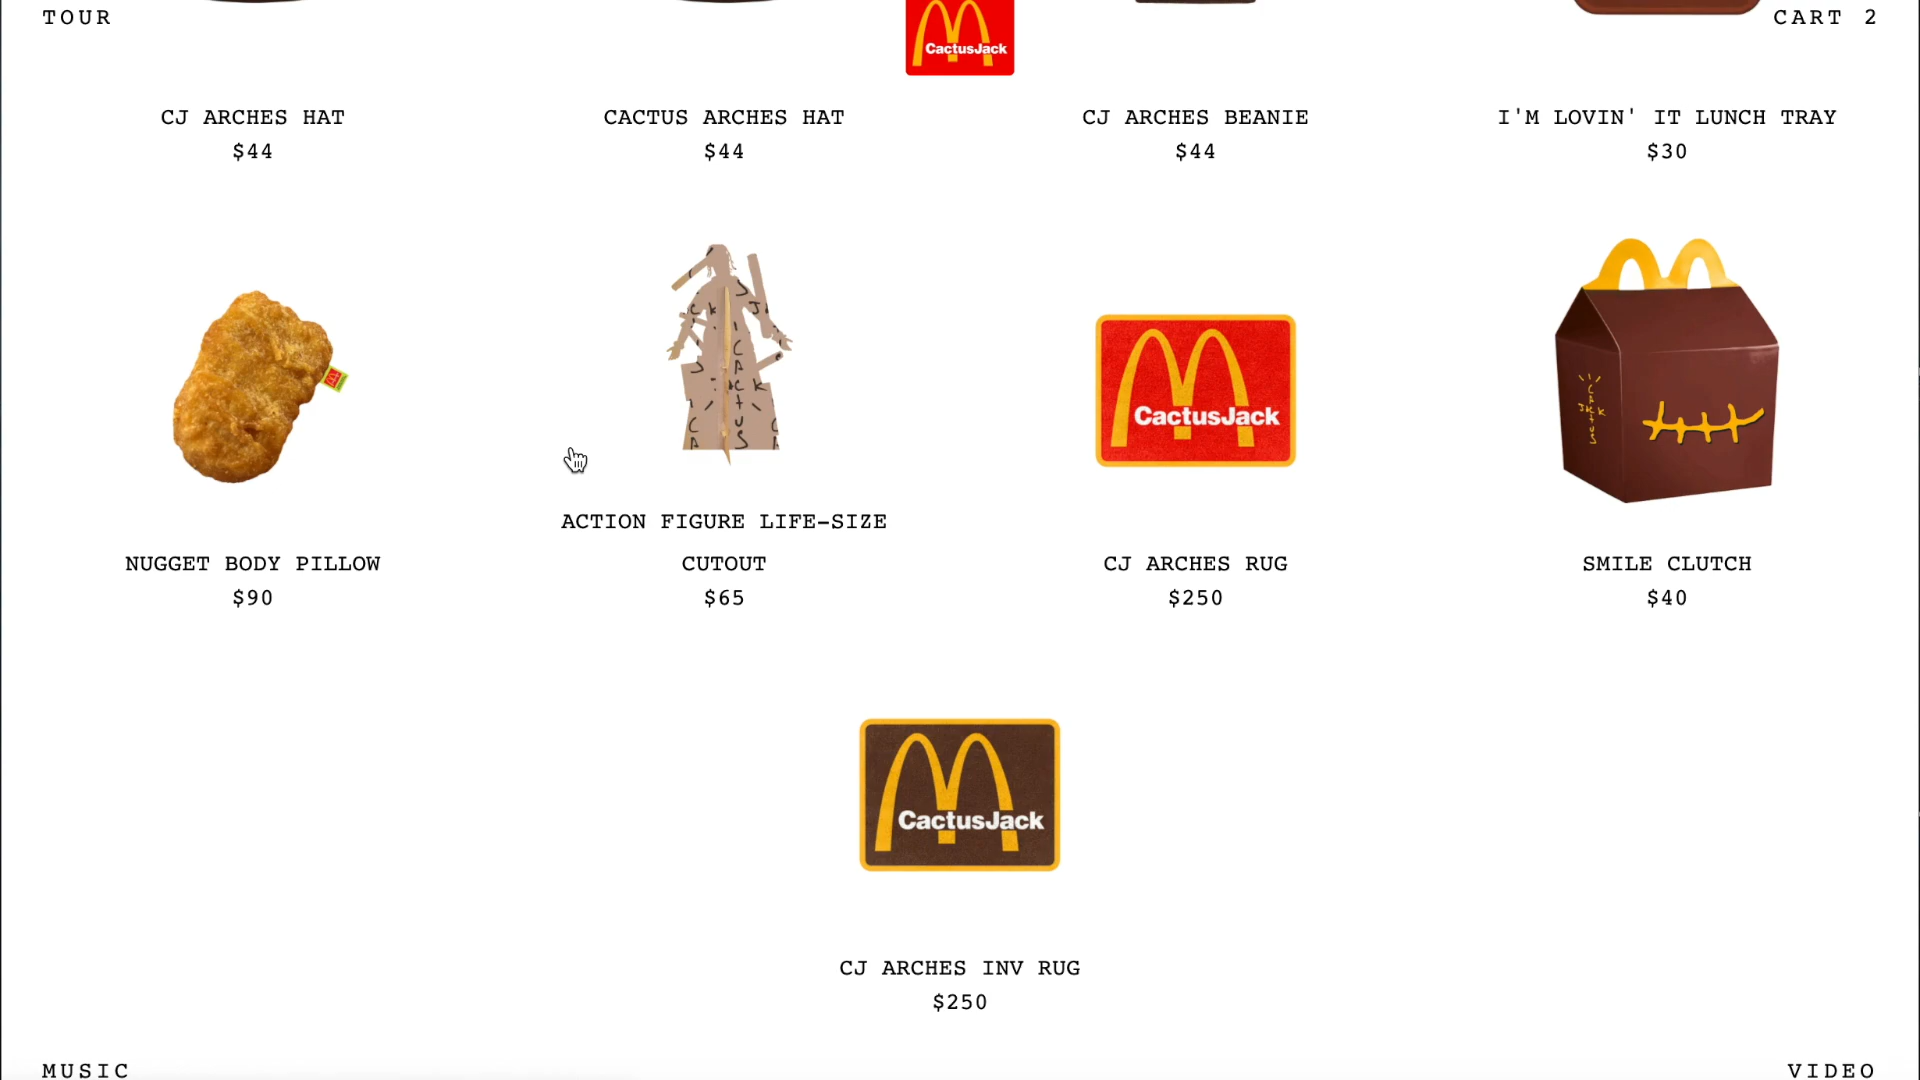 TOUR
CART 2
CactusJack
CJ ARCHES HAT
$44
CACTUS ARCHES HAT
$44
CJ ARCHES BEANIE
$44
I'M LOVIN' IT LUNCH TRAY
$30
CactusJack
NUGGET BODY PILLOW
$90
ACTION FIGURE LIFE-SIZE
CUTOUT
$65
CJ ARCHES RUG
$250
SMILE CLUTCH
$40
CactusJack
CJ ARCHES INV RUG
$250
MUSIC
VIDEO